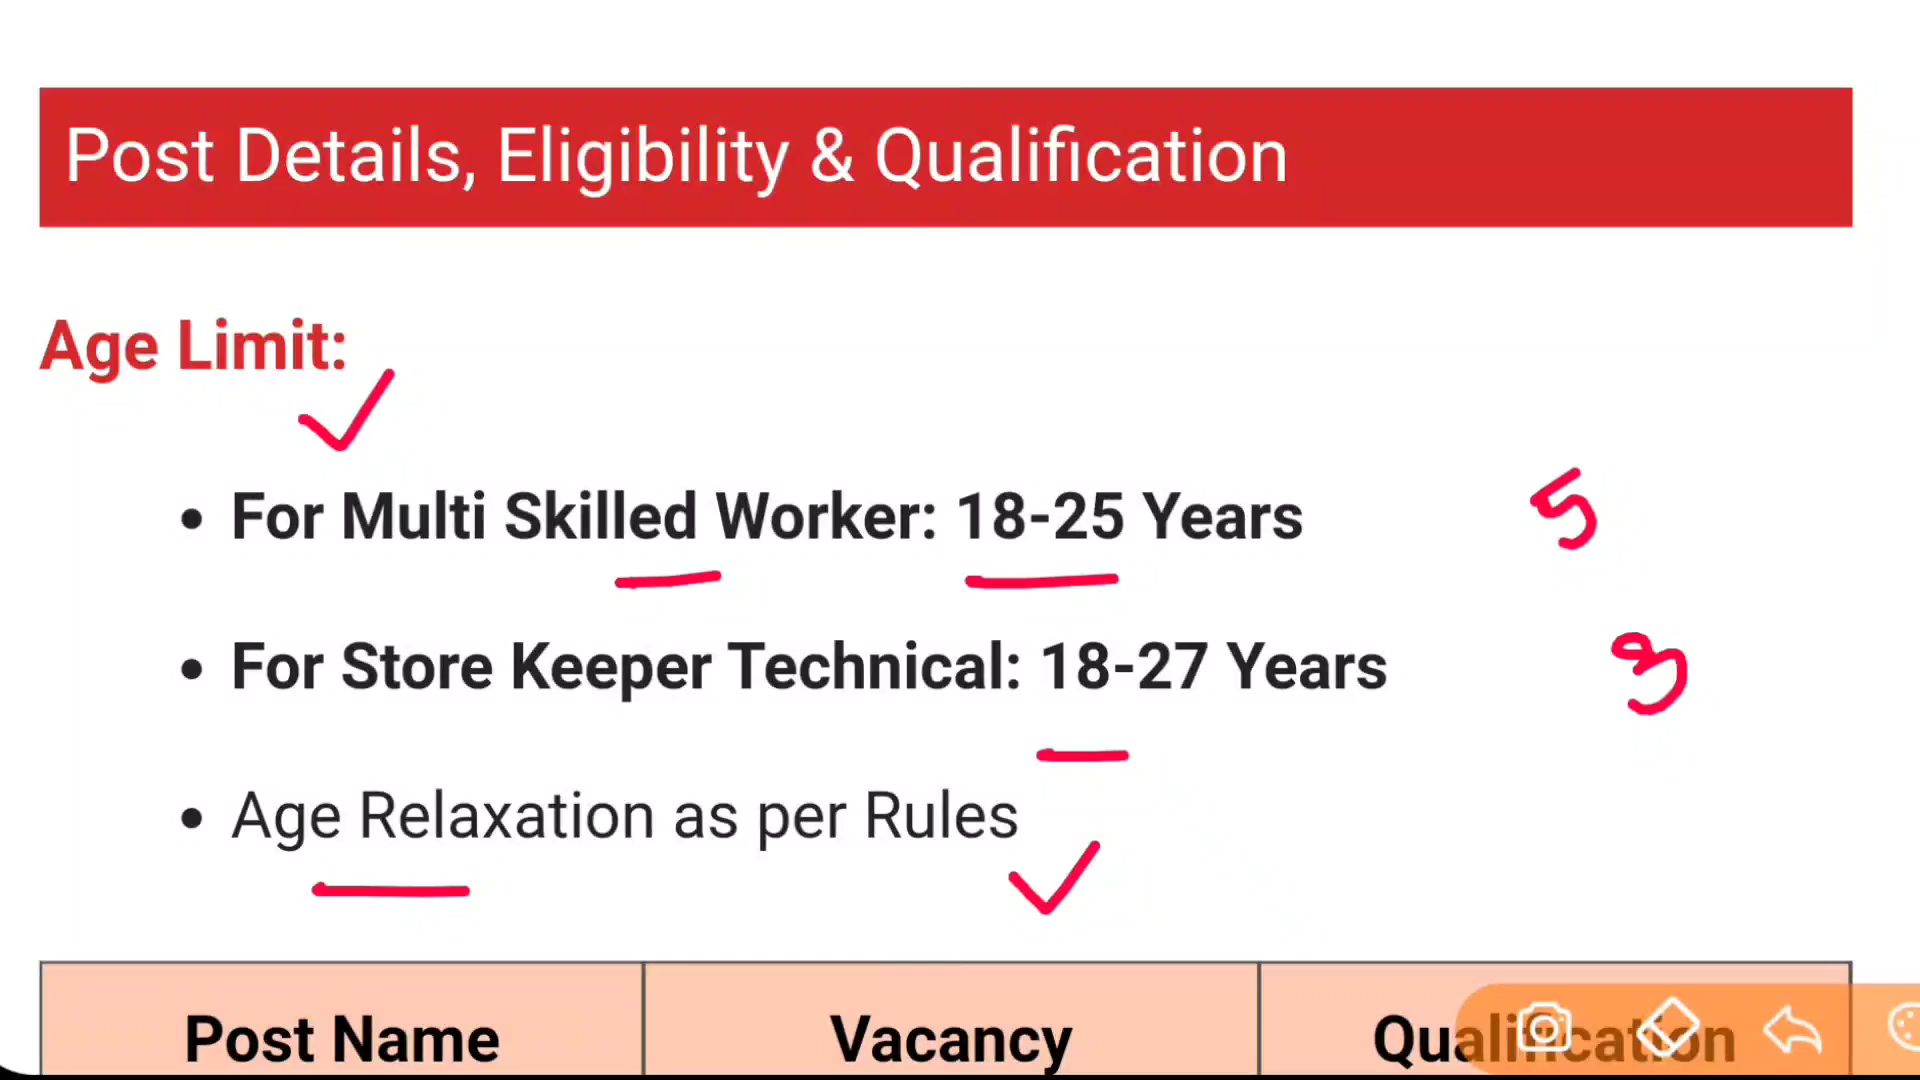 Post Details, Eligibility & Qualification
Age Limit:
• For Multi Skilled Worker: 18-25 Years 5
• For Store Keeper Technical: 18-27 Years 3
• Age Relaxation as per Rules
Post Name Vacancy Qualification